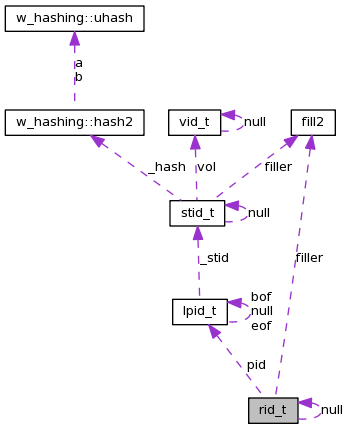 w_hashing::uhash
a
b
w_hashing::hash2
vid_t
null
fill2
_hash
vol
filler
stid_t
null
_stid
filler
lpid_t
bof
null
eof
pid
rid_t
null